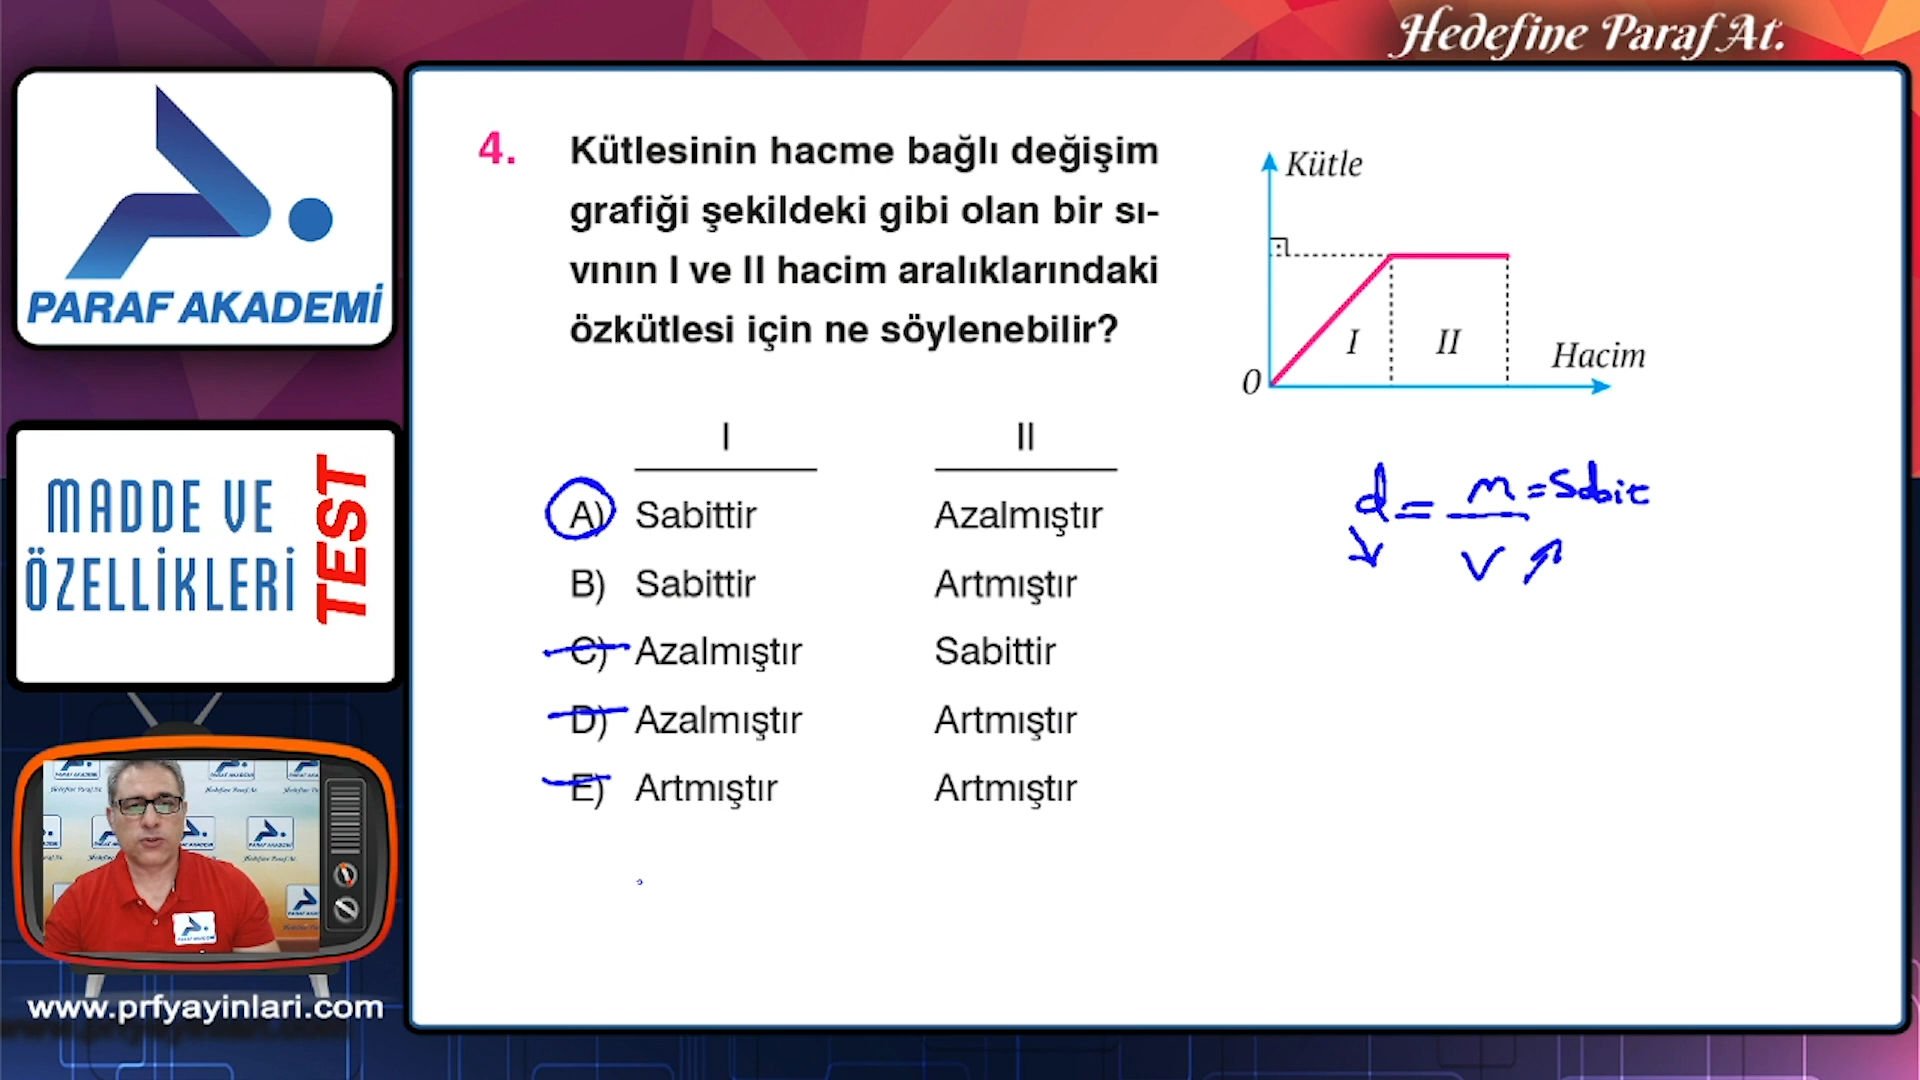 Hedefine Paraf At.
PARAF AKADEMİ
MADDE VE
ÖZELLİKLERİ
TEST
www.prfyayinlari.com
4. Kütlesinin hacme bağlı değişim
grafiği şekildeki gibi olan bir sı-
vının I ve II hacim aralıklarındaki
özkütlesi için ne söylenebilir?
Kütle
I II
Hacim
0
I II
A) Sabittir Azalmıştır
B) Sabittir Artmıştır
C) Azalmıştır Sabittir
D) Azalmıştır Artmıştır
E) Artmıştır Artmıştır
d = m = Sabit
V